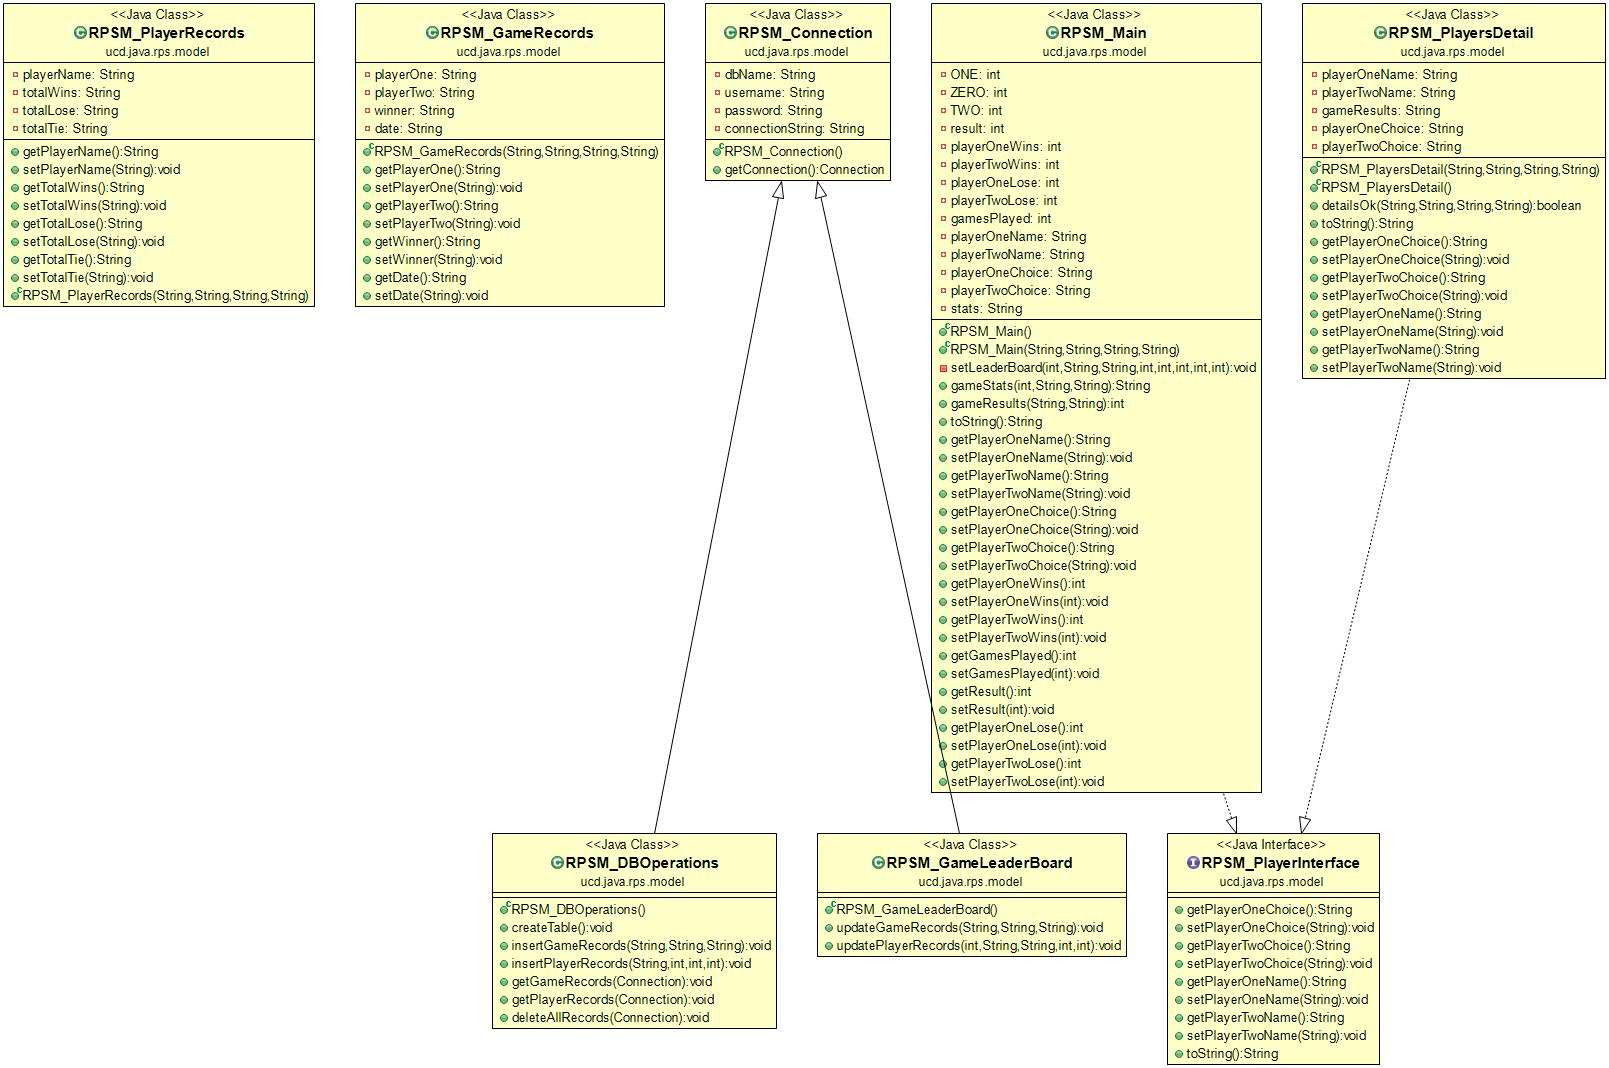 <<Java Class>>
RPSM_PlayerRecords
ucd.java.rps.model
playerName: String
totalWins: String
totalLose: String
totalTie: String
getPlayerName():String
setPlayerName(String):void
getTotalWins():String
setTotalWins(String):void
getTotalLose():String
setTotalLose(String):void
getTotalTie():String
setTotalTie(String):void
RPSM_PlayerRecords(String,String,String,String)
<<Java Class>>
RPSM_GameRecords
ucd.java.rps.model
playerOne: String
playerTwo: String
winner: String
date: String
RPSM_GameRecords(String,String,String,String)
getPlayerOne():String
setPlayerOne(String):void
getPlayerTwo():String
setPlayerTwo(String):void
getWinner():String
setWinner(String):void
getDate():String
setDate(String):void
<<Java Class>>
RPSM_Connection
ucd.java.rps.model
dbName: String
username: String
password: String
connectionString: String
RPSM_Connection()
getConnection():Connection
<<Java Class>>
RPSM_Main
ucd.java.rps.model
ONE: int
ZERO: int
TWO: int
result: int
playerOneWins: int
playerTwoWins: int
playerOneLose: int
playerTwoLose: int
gamesPlayed: int
playerOneName: String
playerTwoName: String
playerOneChoice: String
playerTwoChoice: String
stats: String
RPSM_Main()
RPSM_Main(String,String,String,String)
setLeaderBoard(int,String,String,int,int,int,int,int):void
gameStats(int,String,String):String
gameResults(String,String):int
toString():String
getPlayerOneName():String
setPlayerOneName(String):void
getPlayerTwoName():String
setPlayerTwoName(String):void
getPlayerOneChoice():String
setPlayerOneChoice(String):void
getPlayerTwoChoice():String
setPlayerTwoChoice(String):void
getPlayerOneWins():int
setPlayerOneWins(int):void
getPlayerTwoWins():int
setPlayerTwoWins(int):void
getGamesPlayed():int
setGamesPlayed(int):void
getResult():int
setResult(int):void
getPlayerOneLose():int
setPlayerOneLose(int):void
getPlayerTwoLose():int
setPlayerTwoLose(int):void
<<Java Class>>
RPSM_PlayersDetail
ucd.java.rps.model
playerOneName: String
playerTwoName: String
gameResults: String
playerOneChoice: String
playerTwoChoice: String
RPSM_PlayersDetail(String,String,String,String)
RPSM_PlayersDetail()
detailsOk(String,String,String,String):boolean
toString():String
getPlayerOneChoice():String
setPlayerOneChoice(String):void
getPlayerTwoChoice():String
setPlayerTwoChoice(String):void
getPlayerOneName():String
setPlayerOneName(String):void
getPlayerTwoName():String
setPlayerTwoName(String):void
<<Java Class>>
RPSM_DBOperations
ucd.java.rps.model
RPSM_DBOperations()
createTable():void
insertGameRecords(String,String,String):void
insertPlayerRecords(String,int,int,int):void
getGameRecords(Connection):void
getPlayerRecords(Connection):void
deleteAllRecords(Connection):void
<<Java Class>>
RPSM_GameLeaderBoard
ucd.java.rps.model
RPSM_GameLeaderBoard()
updateGameRecords(String,String,String):void
updatePlayerRecords(int,String,String,int,int):void
<<Java Interface>>
RPSM_PlayerInterface
ucd.java.rps.model
getPlayerOneChoice():String
setPlayerOneChoice(String):void
getPlayerTwoChoice():String
setPlayerTwoChoice(String):void
getPlayerOneName():String
setPlayerOneName(String):void
getPlayerTwoName():String
setPlayerTwoName(String):void
toString():String